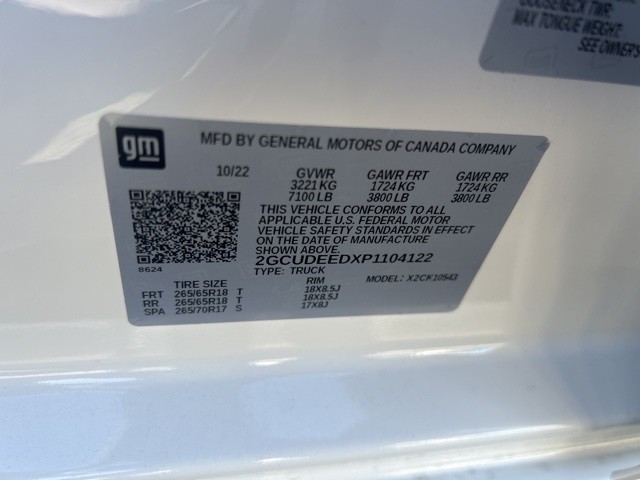 GOOSENECK TWR:
MAX TONGUE WEIGHT:
SEE OWNER'S
gm
MFD BY GENERAL MOTORS OF CANADA COMPANY
10/22 GVWR GAWR FRT GAWR RR
3221 KG 1724 KG 1724 KG
7100 LB 3800 LB 3800 LB
THIS VEHICLE CONFORMS TO ALL
APPLICABLE U.S. FEDERAL MOTOR
VEHICLE SAFETY STANDARDS IN EFFECT
ON THE DATE OF MANUFACTURE
SHOWN ABOVE.
8624
2GCUDEEDXP1104122
TYPE: TRUCK MODEL: X2CK10543
TIRE SIZE RIM
FRT 265/65R18 T 18X8.5J
RR 265/65R18 T 18X8.5J
SPA 265/70R17 S 17X8J